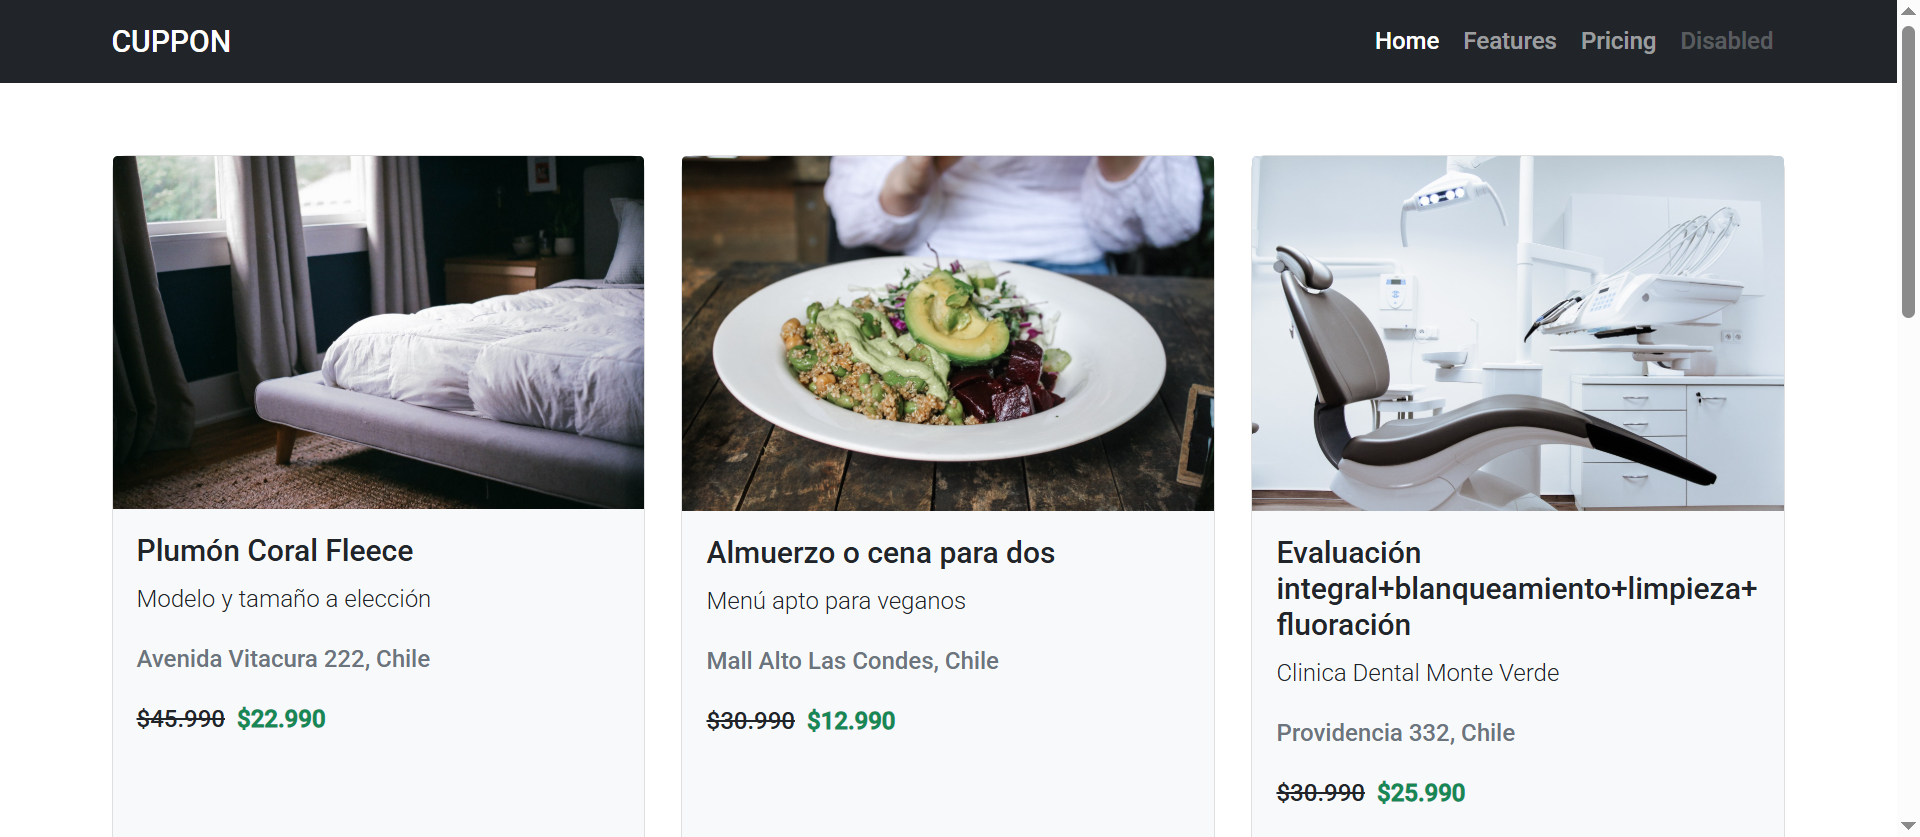 CUPPON
Home Features Pricing Disabled
Plumón Coral Fleece
Modelo y tamaño a elección
Avenida Vitacura 222, Chile
$45.990 $22.990
Almuerzo o cena para dos
Menú apto para veganos
Mall Alto Las Condes, Chile
$30.990 $12.990
Evaluación
integral+blanqueamiento+limpieza+
fluoración
Clinica Dental Monte Verde
Providencia 332, Chile
$30.990 $25.990